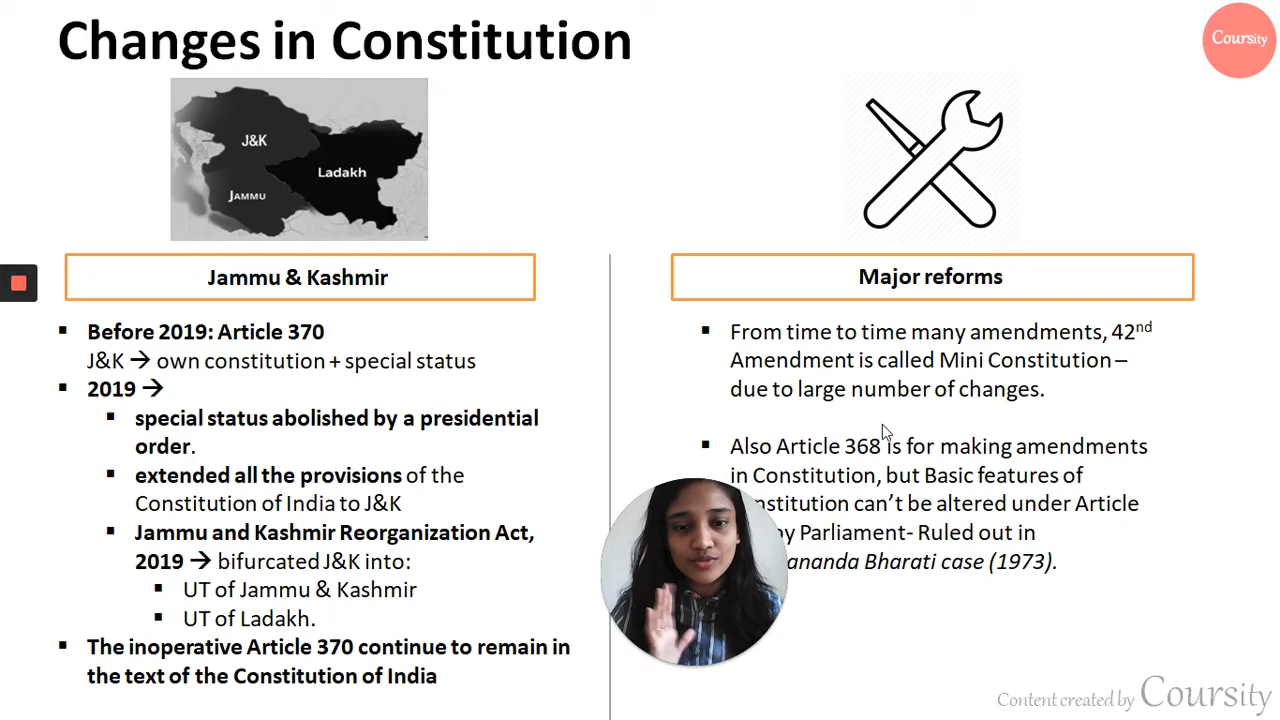 Changes in Constitution
Coursity
J&K
Ladakh
JAMMU
Jammu & Kashmir
▪ Before 2019: Article 370
J&K → own constitution + special status
▪ 2019 →
▪ special status abolished by a presidential
order.
▪ extended all the provisions of the
Constitution of India to J&K
▪ Jammu and Kashmir Reorganization Act,
2019 → bifurcated J&K into:
▪ UT of Jammu & Kashmir
▪ UT of Ladakh.
▪ The inoperative Article 370 continue to remain in
the text of the Constitution of India
Major reforms
▪ From time to time many amendments, 42nd
Amendment is called Mini Constitution –
due to large number of changes.
▪ Also Article 368 is for making amendments
in Constitution, but Basic features of
can't be altered under Article
by Parliament- Ruled out in
Bharati case (1973).
Content created by Coursity